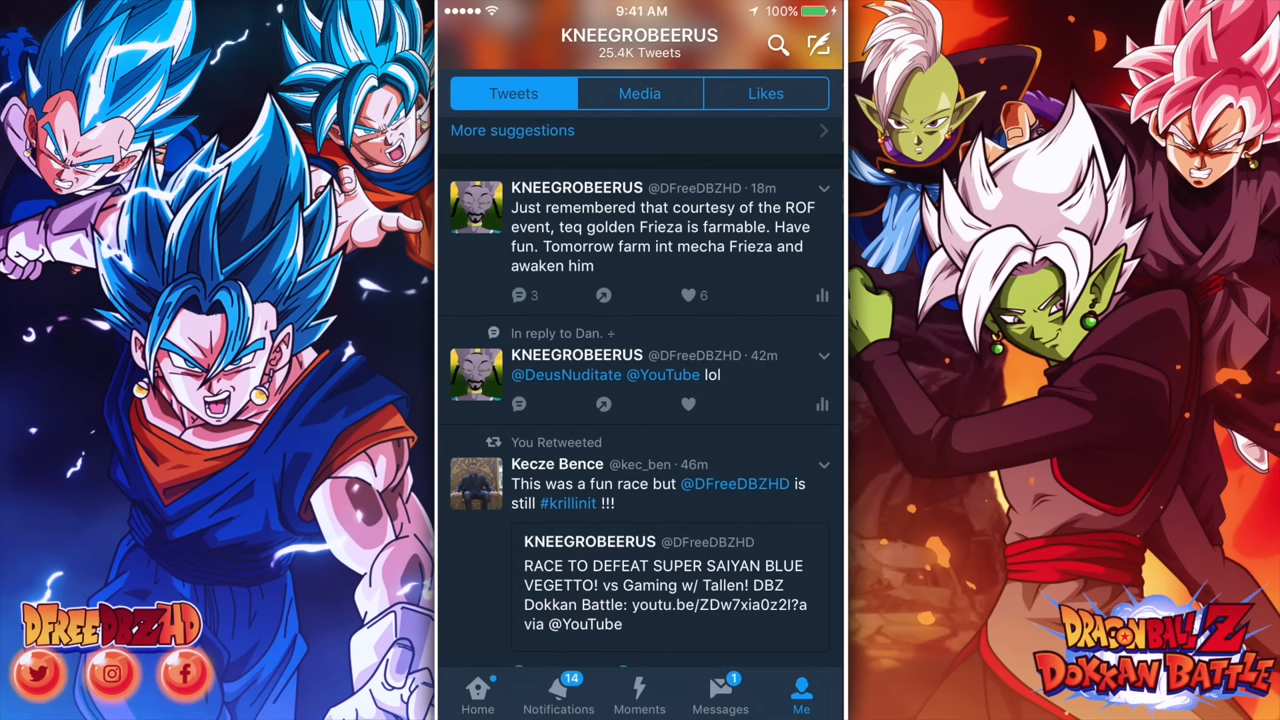 9:41 AM
100%
KNEEGROBEERUS
25.4K Tweets
Tweets
Media
Likes
More suggestions
KNEEGROBEERUS @DFreeDBZHD · 18m
Just remembered that courtesy of the ROF
event, teq golden Frieza is farmable. Have
fun. Tomorrow farm int mecha Frieza and
awaken him
3
6
In reply to Dan. ÷
KNEEGROBEERUS @DFreeDBZHD · 42m
@DeusNuditate @YouTube lol
You Retweeted
Kecze Bence @kec_ben · 46m
This was a fun race but @DFreeDBZHD is
still #krillinit !!!
KNEEGROBEERUS @DFreeDBZHD
RACE TO DEFEAT SUPER SAIYAN BLUE
VEGETTO! vs Gaming w/ Tallen! DBZ
Dokkan Battle: youtu.be/ZDw7xia0z2I?a
via @YouTube
14
1
Home
Notifications
Moments
Messages
Me
DFREEDBZHD
DRAGONBALL Z
DOKKAN BATTLE